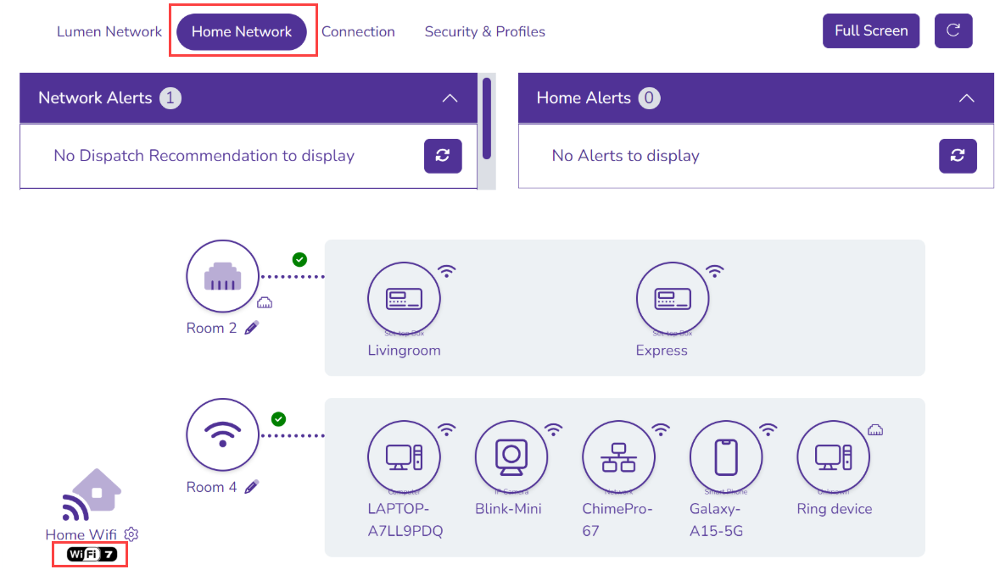 Lumen Network Home Network Connection Security & Profiles Full Screen
Network Alerts 1
No Dispatch Recommendation to display
Home Alerts 0
No Alerts to display
Room 2
Set-top Box
Livingroom
Set-top Box
Express
Room 4
Computer
LAPTOP-
A7LL9PDQ
IP Camera
Blink-Mini
Network
ChimePro-
67
Smart Phone
Galaxy-
A15-5G
Unknown
Ring device
Home Wifi
WiFi 7